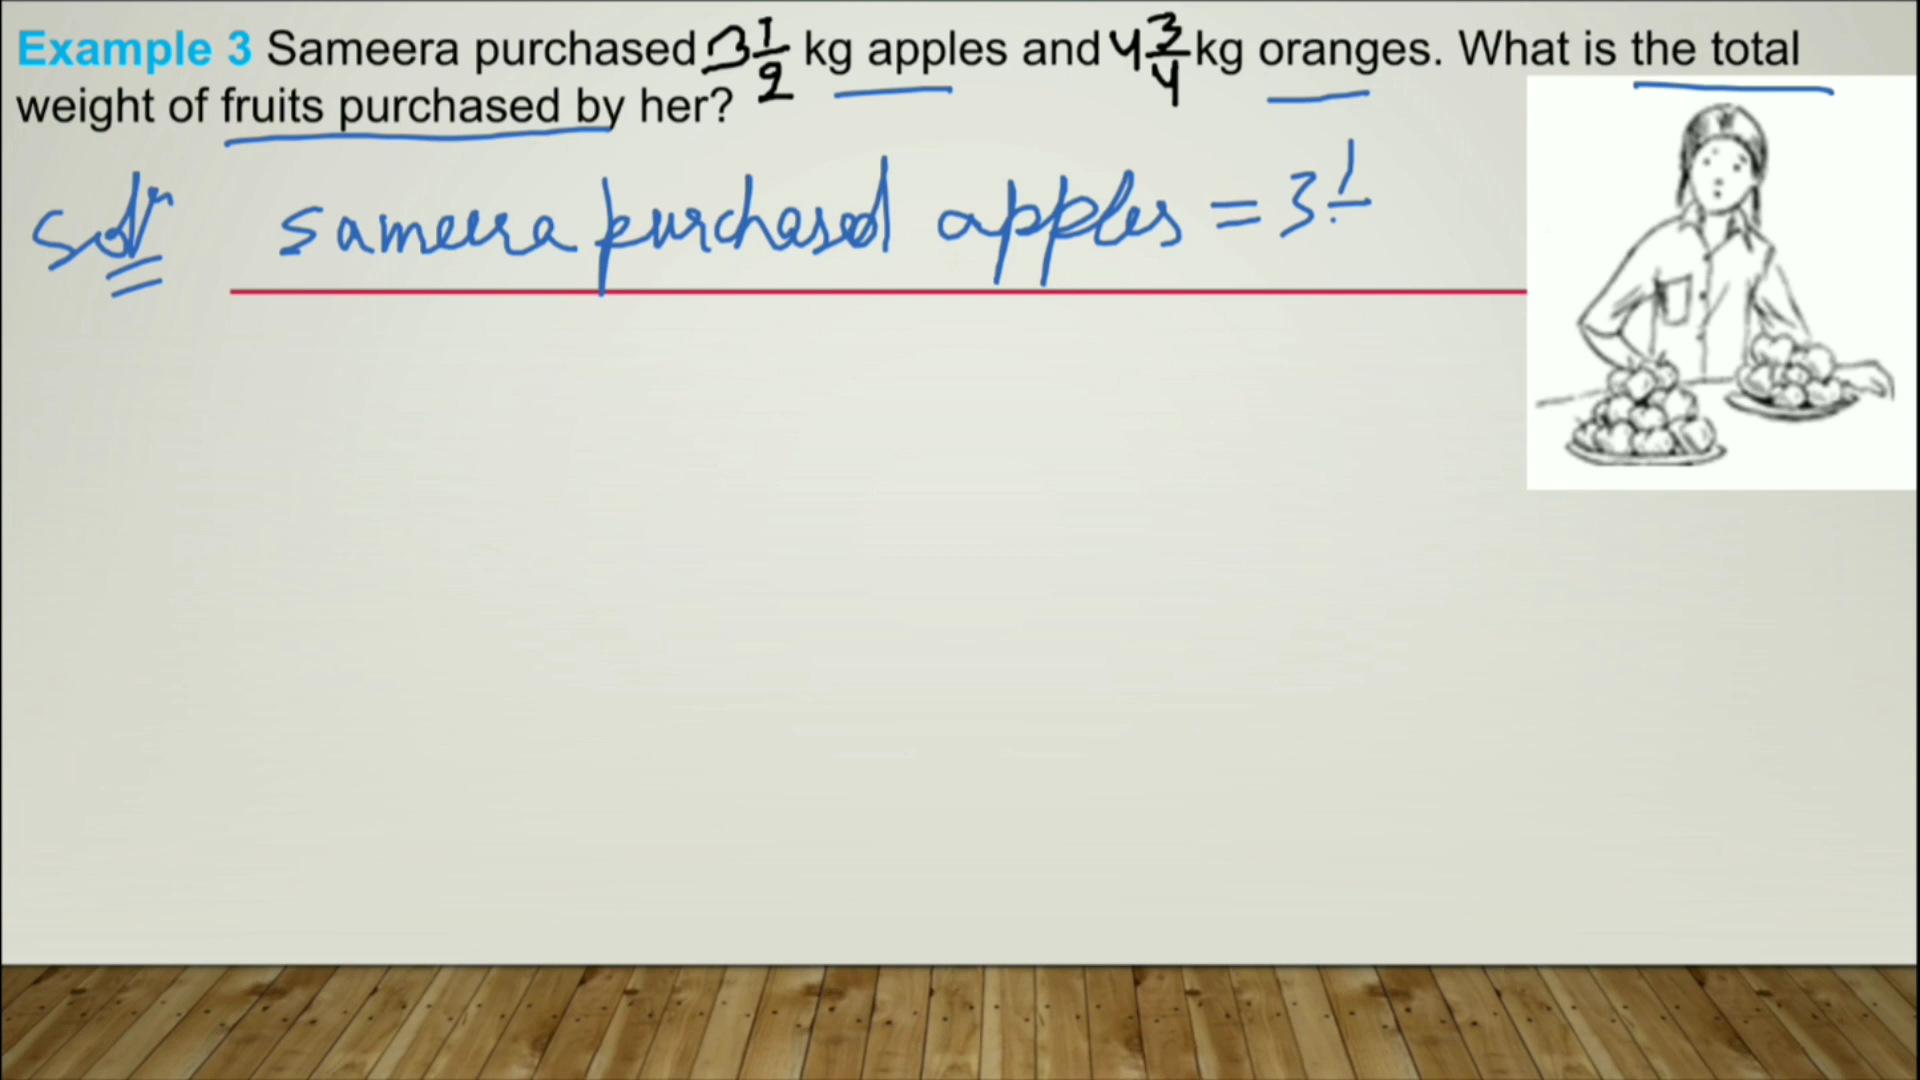 Example 3 Sameera purchased 3 1/2 kg apples and 4 3/4 kg oranges. What is the total
weight of fruits purchased by her?
Soln sameera purchased apples = 3 1/